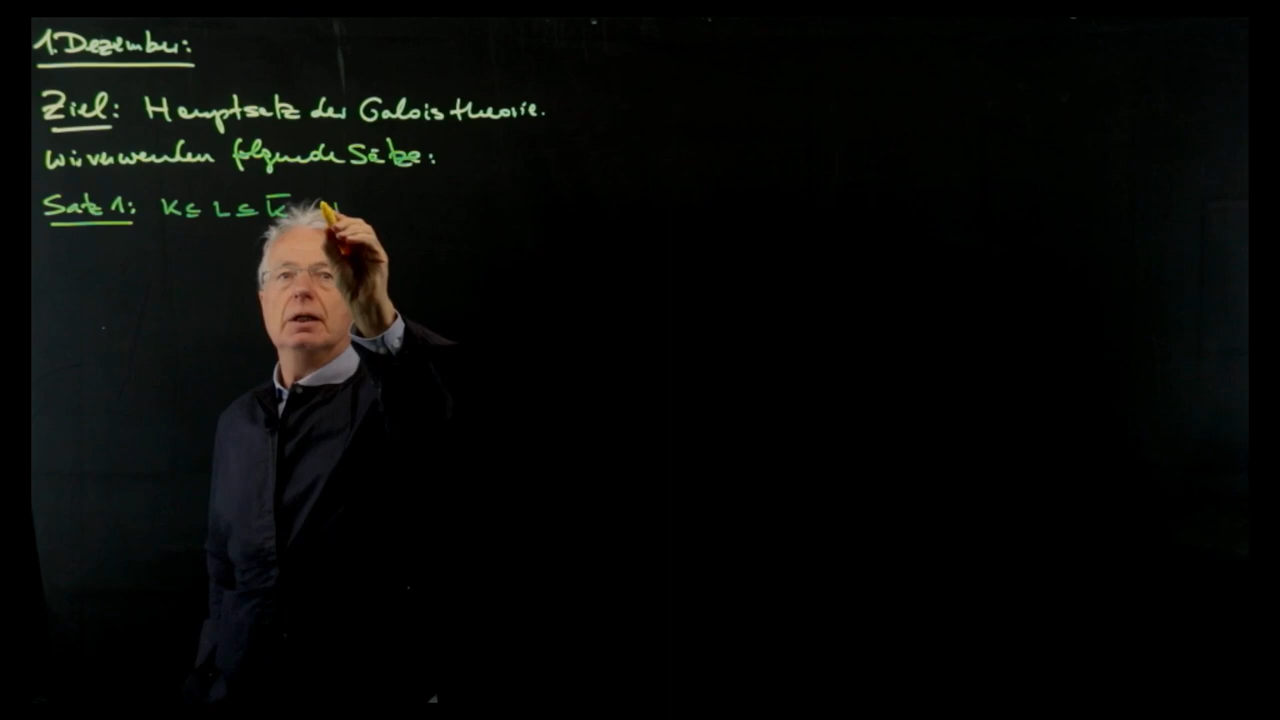 1. Dezember:
Ziel: Hauptsatz der Galoistheorie.
wir verwenden folgende Sätze:
Satz 1: K ⊆ L ⊆ K̅